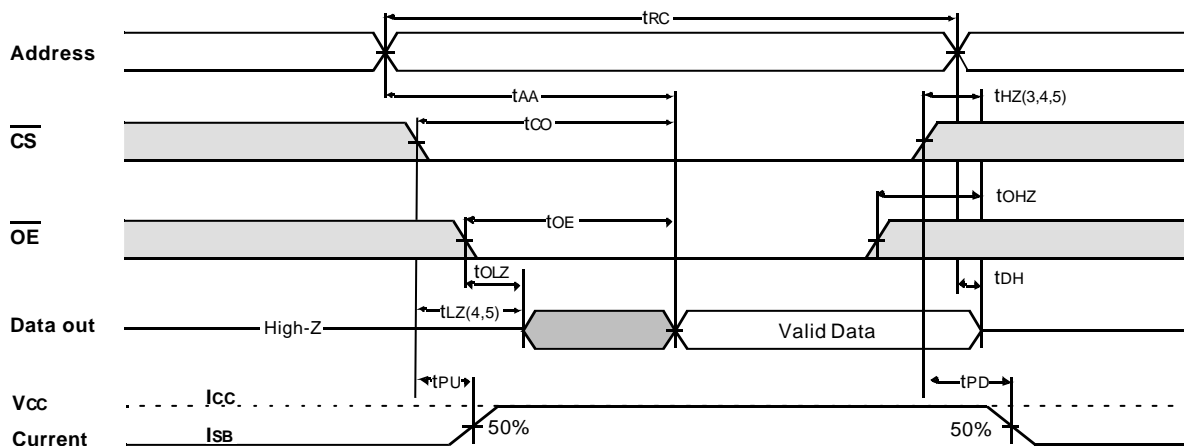 tRC
Address
tAA
tHZ(3,4,5)
CS
tCO
tOHZ
OE
tOE
tOLZ
tDH
tLZ(4,5)
Data out
High-Z
Valid Data
tPU
tPD
VCC
ICC
50%
50%
Current
ISB